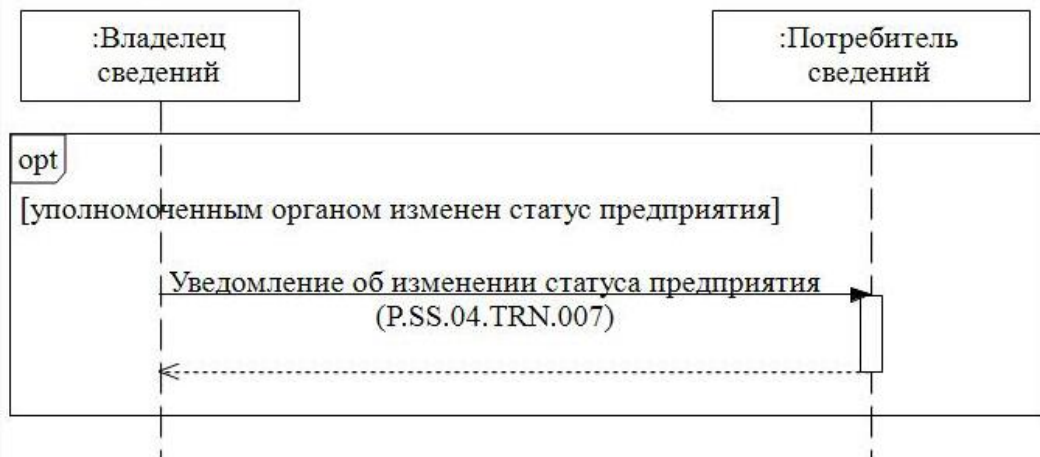 :Владелец
сведений
:Потребитель
сведений
opt
[уполномоченным органом изменен статус предприятия]
Уведомление об изменении статуса предприятия
(P.SS.04.TRN.007)